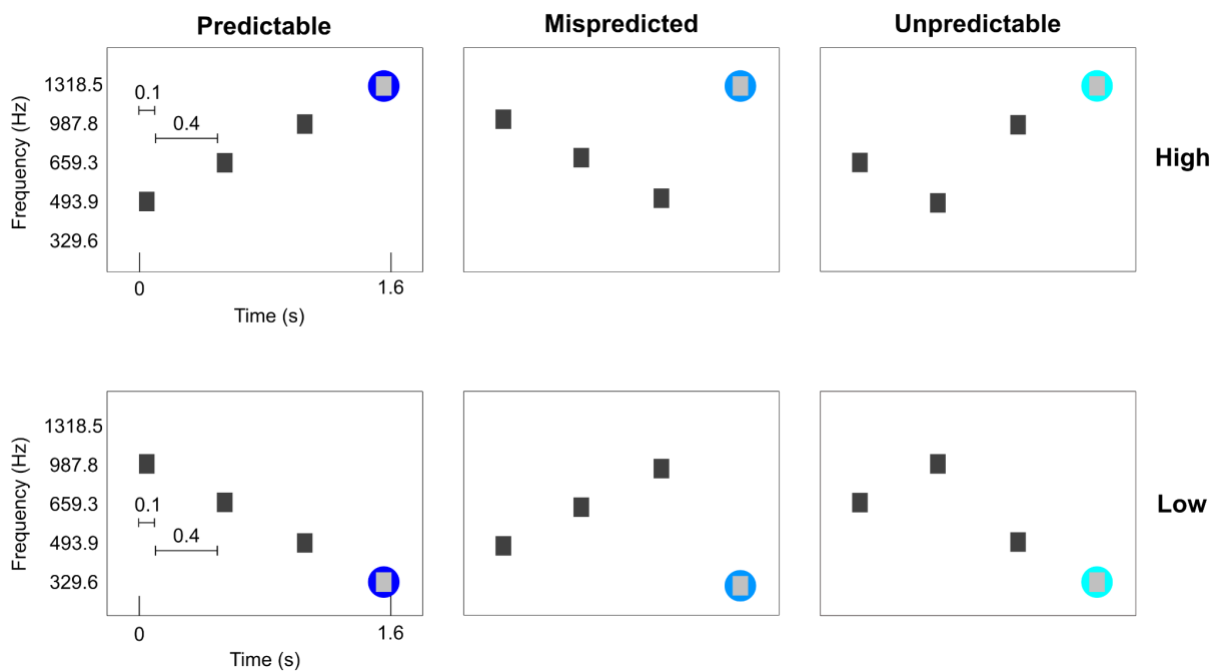 Predictable Mispredicted Unpredictable
Frequency (Hz)
1318.5
987.8
659.3
493.9
329.6
0.1
0.4
High
0 1.6
Time (s)
Frequency (Hz)
1318.5
987.8
659.3
493.9
329.6
0.1
0.4
Low
0 1.6
Time (s)